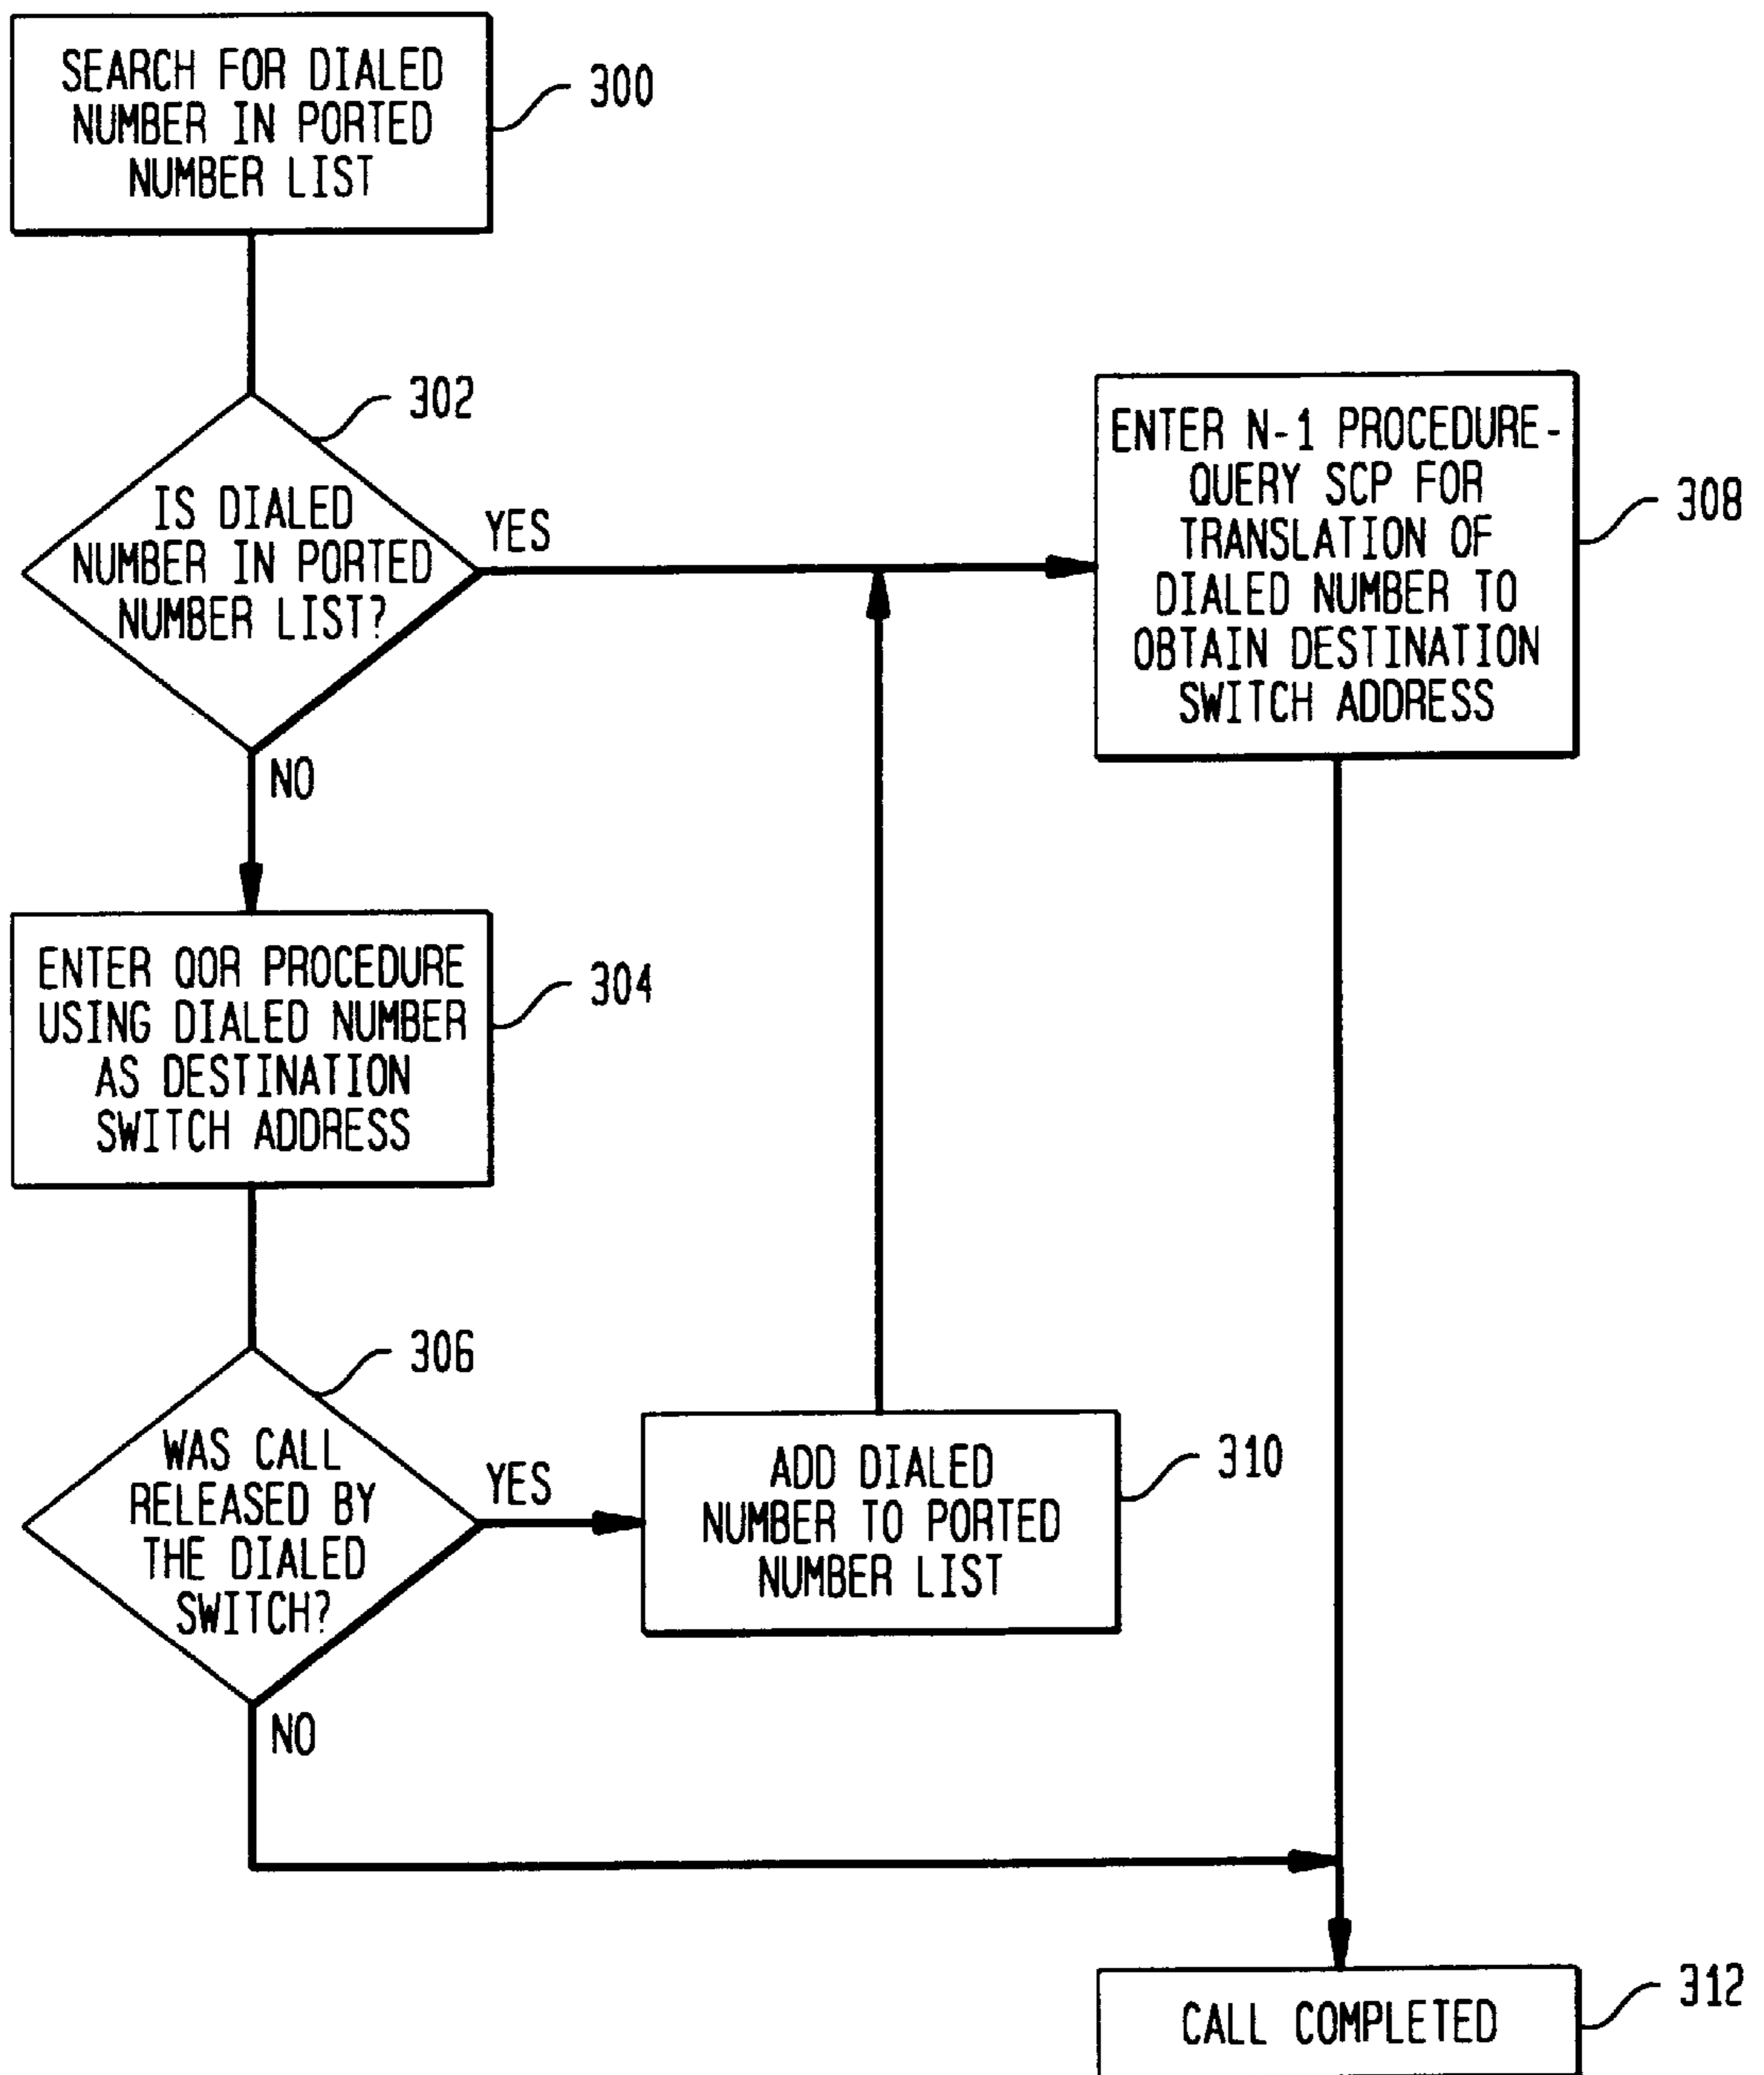 SEARCH FOR DIALED
NUMBER IN PORTED
NUMBER LIST
300
302
IS DIALED
NUMBER IN PORTED
NUMBER LIST?
YES
NO
ENTER N-1 PROCEDURE-
QUERY SCP FOR
TRANSLATION OF
DIALED NUMBER TO
OBTAIN DESTINATION
SWITCH ADDRESS
308
ENTER QOR PROCEDURE
USING DIALED NUMBER
AS DESTINATION
SWITCH ADDRESS
304
306
WAS CALL
RELEASED BY
THE DIALED
SWITCH?
YES
NO
ADD DIALED
NUMBER TO PORTED
NUMBER LIST
310
CALL COMPLETED
312